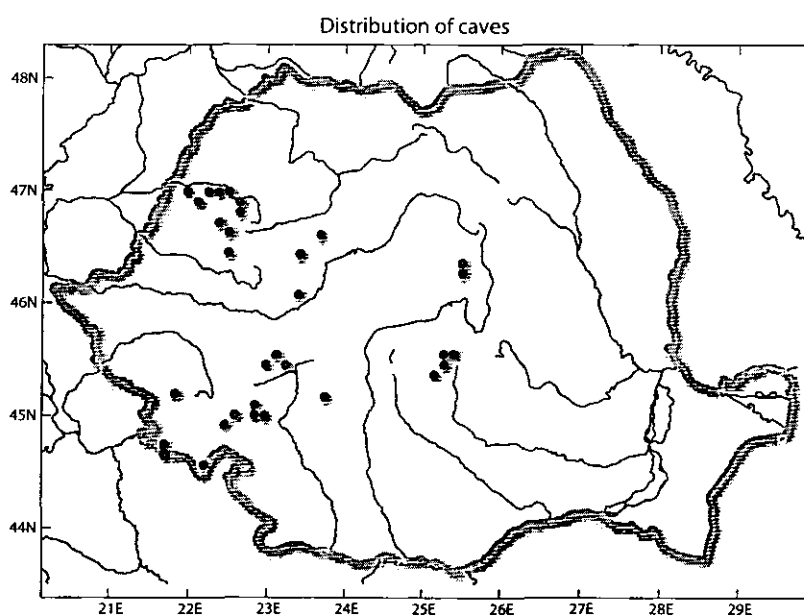 Distribution of caves
48N
47N
46N
45N
44N
21E 22E 23E 24E 25E 26E 27E 28E 29E